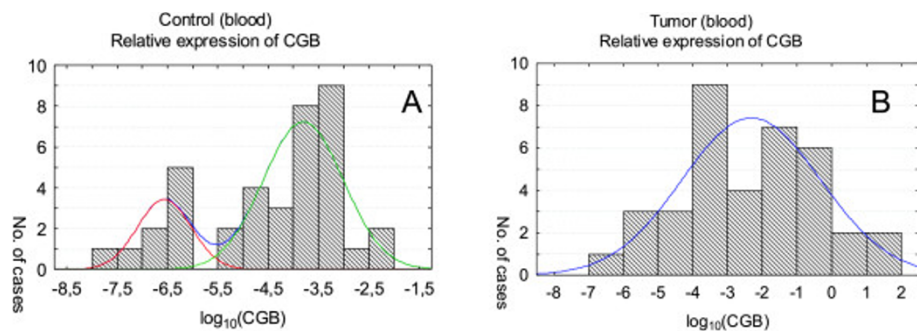 Control (blood)
Relative expression of CGB
10
8
6
4
2
0
No. of cases
A
-8,5 -7,5 -6,5 -5,5 -4,5 -3,5 -2,5 -1,5
log₁₀(CGB)
Tumor (blood)
Relative expression of CGB
10
8
6
4
2
0
No. of cases
B
-8 -7 -6 -5 -4 -3 -2 -1 0 1 2
log₁₀(CGB)